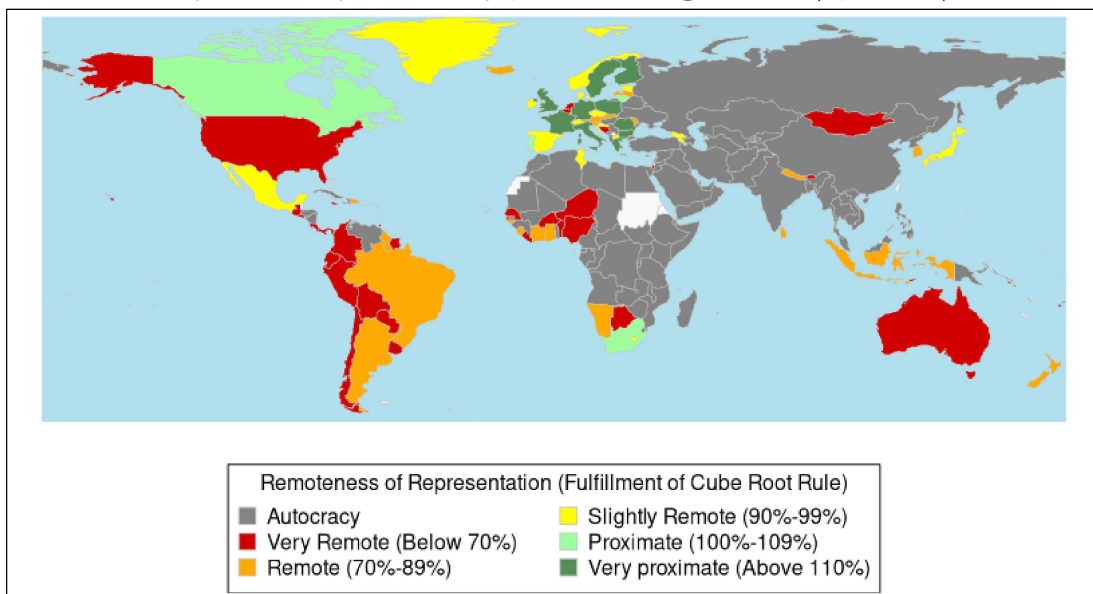 Remoteness of Representation (Fulfillment of Cube Root Rule)
Autocracy
Very Remote (Below 70%)
Remote (70%-89%)
Slightly Remote (90%-99%)
Proximate (100%-109%)
Very proximate (Above 110%)